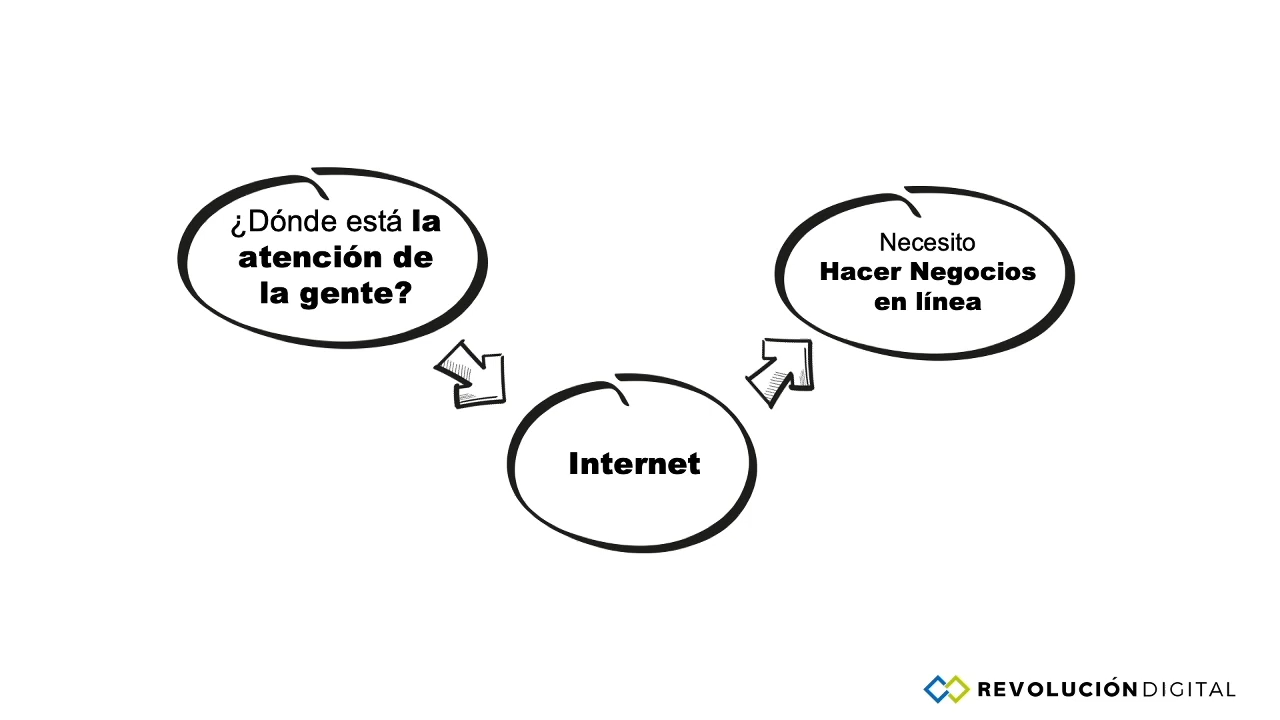 ¿Dónde está la
atención de
la gente?
Necesito
Hacer Negocios
en línea
Internet
REVOLUCIÓN DIGITAL